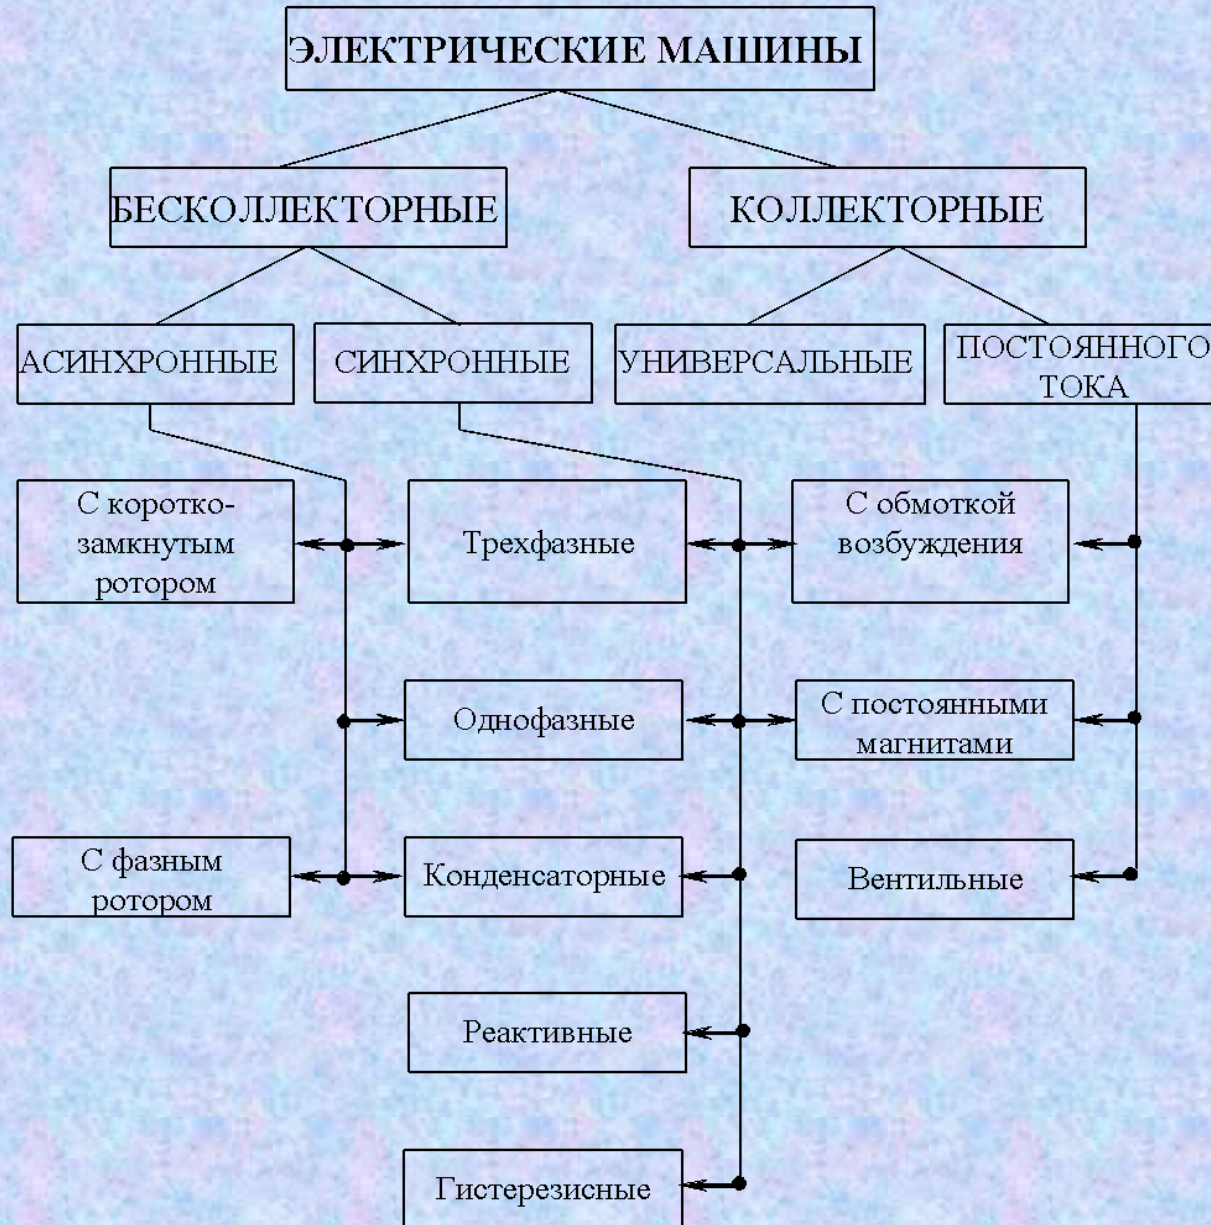 ЭЛЕКТРИЧЕСКИЕ МАШИНЫ
БЕСКОЛЛЕКТОРНЫЕ
КОЛЛЕКТОРНЫЕ
АСИНХРОННЫЕ
СИНХРОННЫЕ
УНИВЕРСАЛЬНЫЕ
ПОСТОЯННОГО
ТОКА
С коротко-
замкнутым
ротором
Трехфазные
С обмоткой
возбуждения
Однофазные
С постоянными
магнитами
С фазным
ротором
Конденсаторные
Вентильные
Реактивные
Гистерезисные